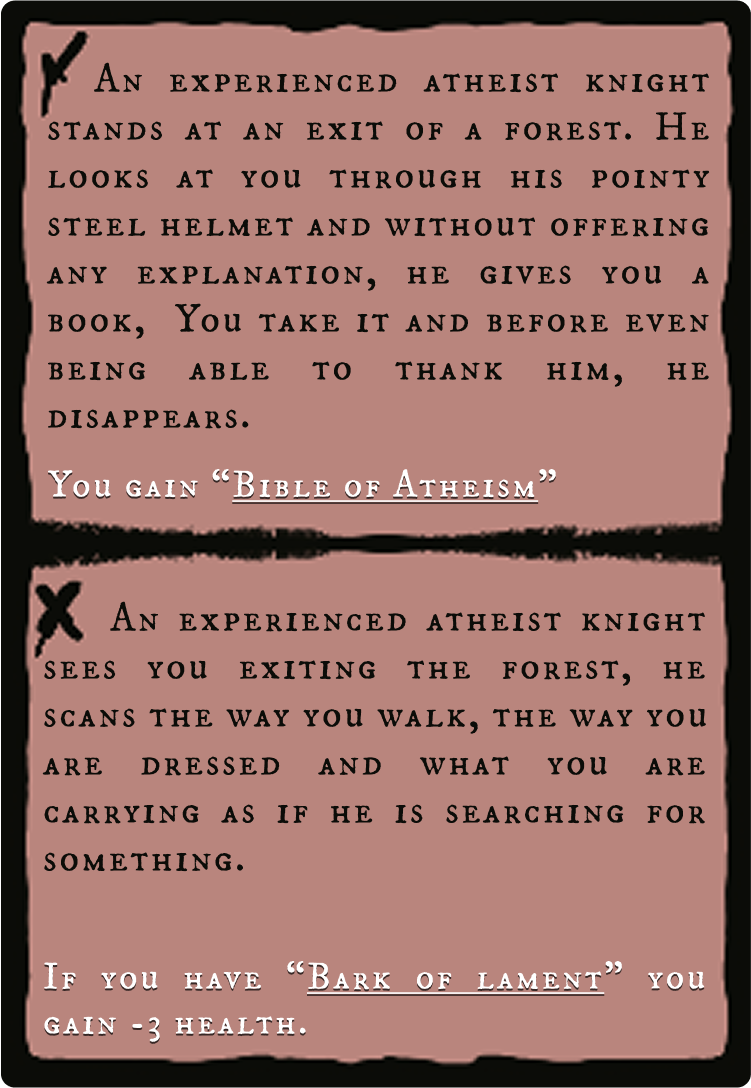 An experienced atheist knight
stands at an exit of a forest. He
looks at you through his pointy
steel helmet and without offering
any explanation, he gives you a
book, You take it and before even
being able to thank him, he
disappears.
You gain “Bible of Atheism”
An experienced atheist knight
sees you exiting the forest, he
scans the way you walk, the way you
are dressed and what you are
carrying as if he is searching for
something.
If you have “Bark of lament” you
gain -3 health.